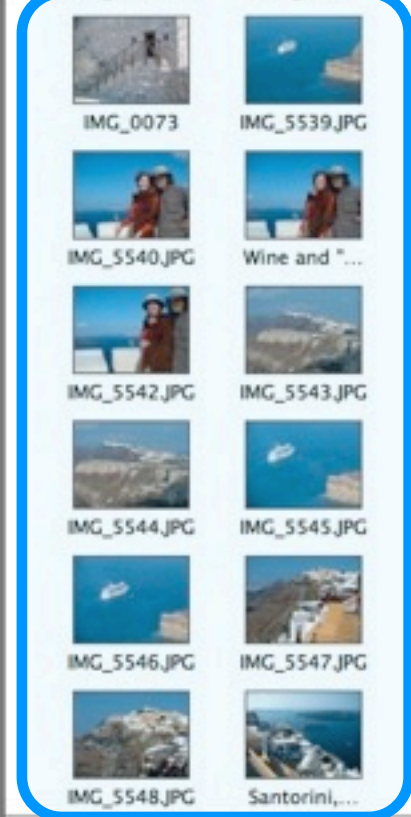 IMG_0073 IMG_5539.JPG
IMG_5540.JPG Wine and "...
IMG_5542.JPG IMG_5543.JPG
IMG_5544.JPG IMG_5545.JPG
IMG_5546.JPG IMG_5547.JPG
IMG_5548.JPG Santorini,...